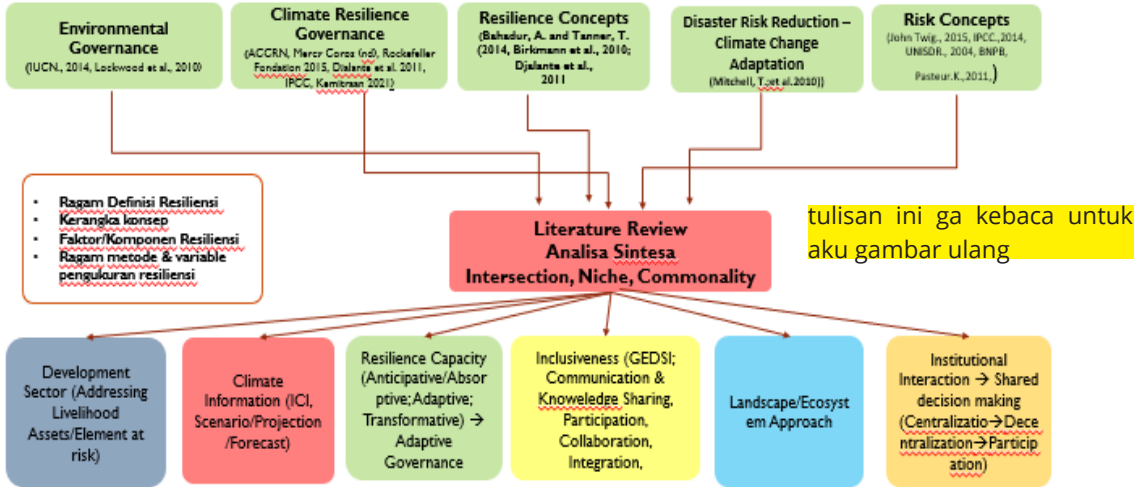 Environmental
Governance
(IUCN., 2014, Lockwood et al., 2010)
Climate Resilience
Governance
(ACCRN, Mercy Corps (nd), Rockefeller
Fondation 2015, Djalante et al. 2011,
IPCC, Kemitraan 2021)
Resilience Concepts
(Bahadur, A. and Tanner, T.
(2014, Birkmann et al., 2010;
Djalante et al.,
2011
Disaster Risk Reduction –
Climate Change
Adaptation
(Mitchell, T.;et al.2010))
Risk Concepts
(John Twig., 2015, IPCC.,2014,
UNISDR., 2004, BNPB,
Pasteur.K.,2011,)
• Ragam Definisi Resiliensi
• Kerangka konsep
• Faktor/Komponen Resiliensi
• Ragam metode & variable
pengukuran resiliensi
Literature Review
Analisa Sintesa
Intersection, Niche, Commonality
tulisan ini ga kebaca untuk
aku gambar ulang
Development
Sector (Addressing
Livelihood
Assets/Element at
risk)
Climate
Information (ICI,
Scenario/Projection
/Forecast)
Resilience Capacity
(Anticipative/Absor
ptive; Adaptive;
Transformative) →
Adaptive
Governance
Inclusiveness (GEDSI;
Communication &
Knoweledge Sharing,
Participation,
Collaboration,
Integration,
Landscape/Ecosyst
em Approach
Institutional
Interaction → Shared
decision making
(Centralizatio→Dece
ntralization→Particip
ation)